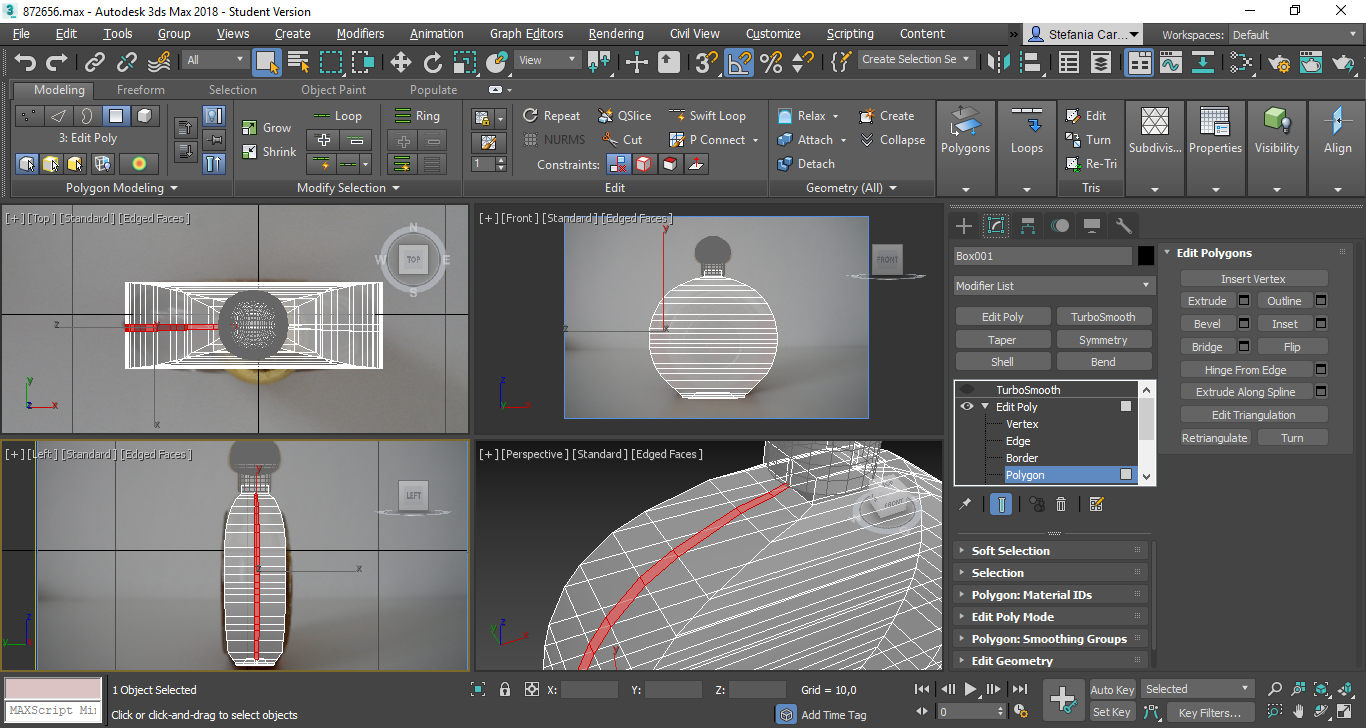 872656.max - Autodesk 3ds Max 2018 - Student Version
File Edit Tools Group Views Create Modifiers Animation Graph Editors Rendering Civil View Customize Scripting Content » Stefania Car... Workspaces: Default
All View Create Selection Se
Modeling Freeform Selection Object Paint Populate
3: Edit Poly
Polygon Modeling
Grow Loop Ring
Shrink
Modify Selection
1
Repeat QSlice Swift Loop
NURMS Cut P Connect
Constraints:
Edit
Relax Create
Attach Collapse
Detach
Geometry (All)
Polygons
Loops
Edit
Turn
Re-Tri
Tris
Subdivis...
Properties
Visibility
Align
[+] [Top] [Standard] [Edged Faces]
N
W TOP E
S
z
x
y
z x
[+] [Front] [Standard] [Edged Faces]
y
FRONT
z
x
z
y x
[+] [Left] [Standard] [Edged Faces]
y
LEFT
z x
z
y
[+] [Perspective] [Standard] [Edged Faces]
FRONT
z
y
x
y
Box001
Modifier List
Edit Poly TurboSmooth
Taper Symmetry
Shell Bend
TurboSmooth
Edit Poly
Vertex
Edge
Border
Polygon
Soft Selection
Selection
Polygon: Material IDs
Edit Poly Mode
Polygon: Smoothing Groups
Edit Geometry
Edit Polygons
Insert Vertex
Extrude Outline
Bevel Inset
Bridge Flip
Hinge From Edge
Extrude Along Spline
Edit Triangulation
Retriangulate Turn
1 Object Selected
X: Y: Z: Grid = 10,0
MAXScript Mi
Click or click-and-drag to select objects
Add Time Tag
0
Auto Key Selected
Set Key Key Filters...